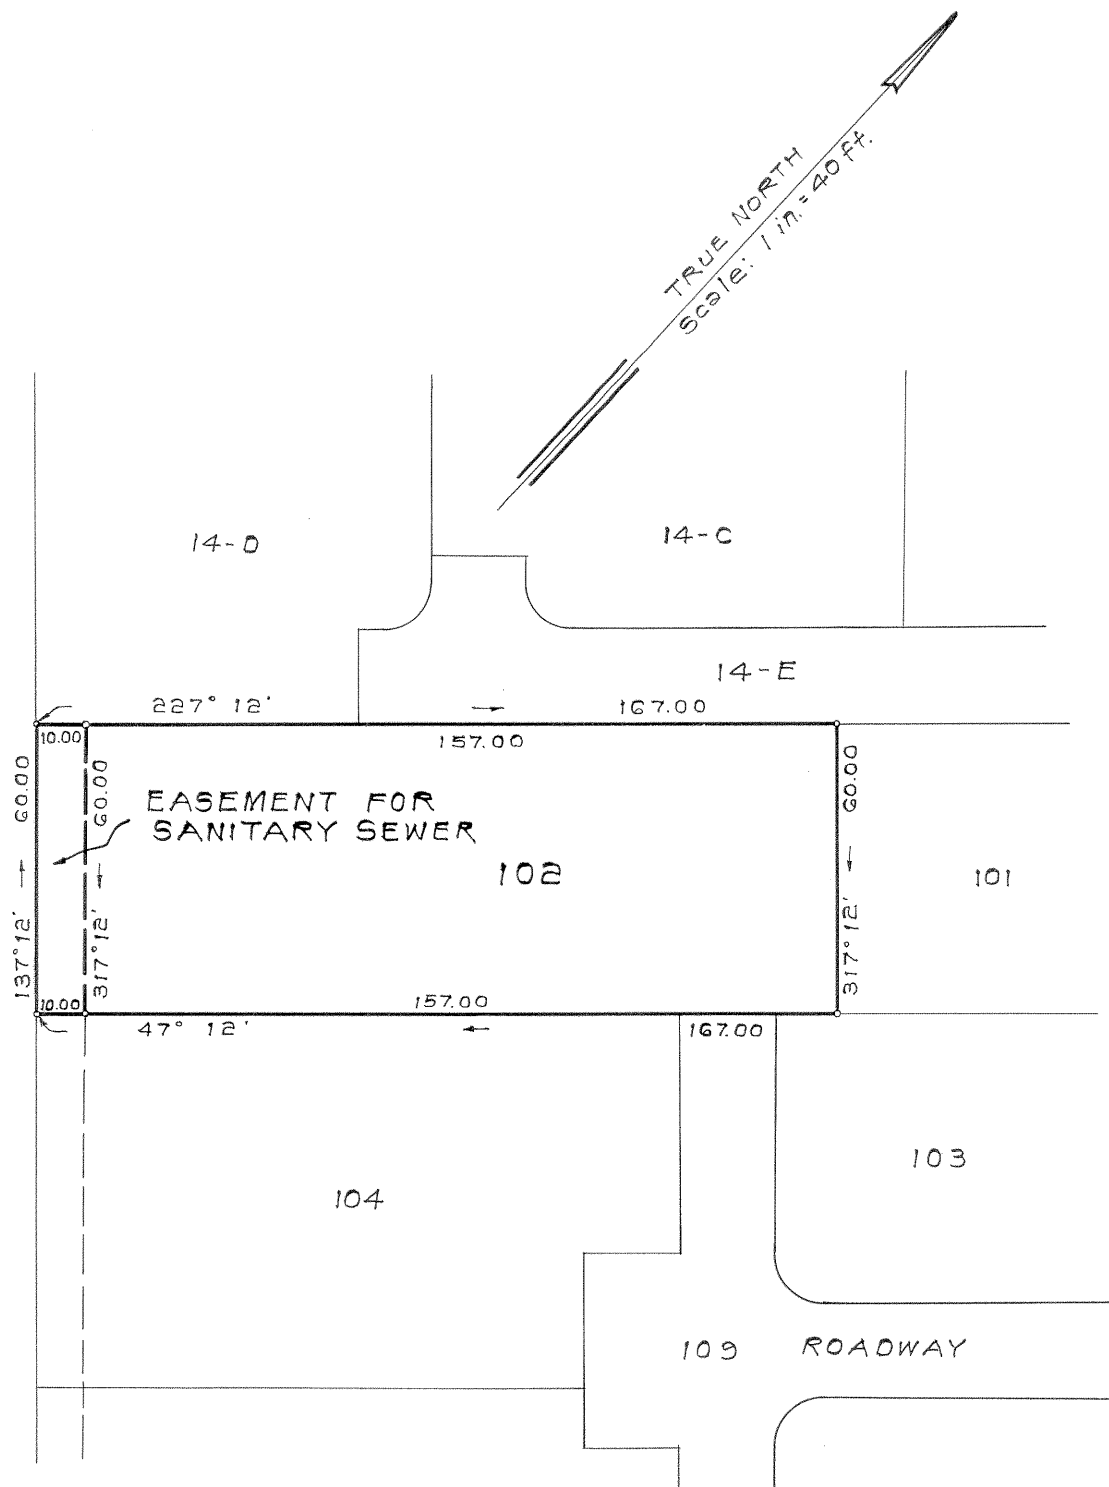 TRUE NORTH
Scale: 1 in. = 40 ft.
14-D
14-C
14-E
227° 12'
167.00
10.00
157.00
60.00
137° 12'
60.00
317° 12'
EASEMENT FOR
SANITARY SEWER
102
60.00
317° 12'
101
10.00
157.00
47° 12'
167.00
103
104
109 ROADWAY